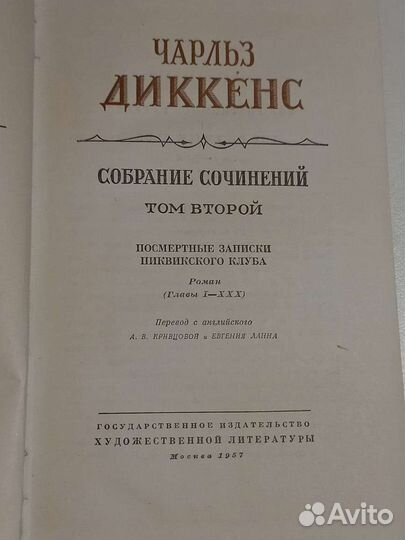 ЧАРЛЬЗ
ДИККЕНС
СОБРАНИЕ СОЧИНЕНИЙ
ТОМ ВТОРОЙ
ПОСМЕРТНЫЕ ЗАПИСКИ
ПИКВИКСКОГО КЛУБА
Роман
(Главы I—XXX)
Перевод с английского
А. В. КРИВЦОВОЙ и ЕВГЕНИЯ ЛАННА
ГОСУДАРСТВЕННОЕ ИЗДАТЕЛЬСТВО
ХУДОЖЕСТВЕННОЙ ЛИТЕРАТУРЫ
Москва 1957
Avito